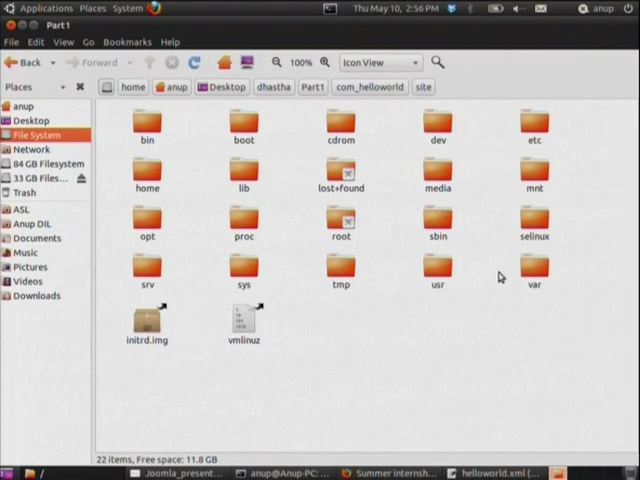 Applications Places System Thu May 10, 2:56 PM anup
Part1
File Edit View Go Bookmarks Help
Back Forward 100% Icon View
Places home anup Desktop dhastha Part1 com_helloworld site
anup
Desktop
File System
Network
84 GB Filesystem
33 GB Files...
Trash
ASL
Anup DIL
Documents
Music
Pictures
Videos
Downloads
bin boot cdrom dev etc
home lib lost+found media mnt
opt proc root sbin selinux
srv sys tmp usr var
initrd.img vmlinuz
22 items, Free space: 11.8 GB
/ Joomla_present... anup@Anup-PC: ... Summer internsh... helloworld.xml (...